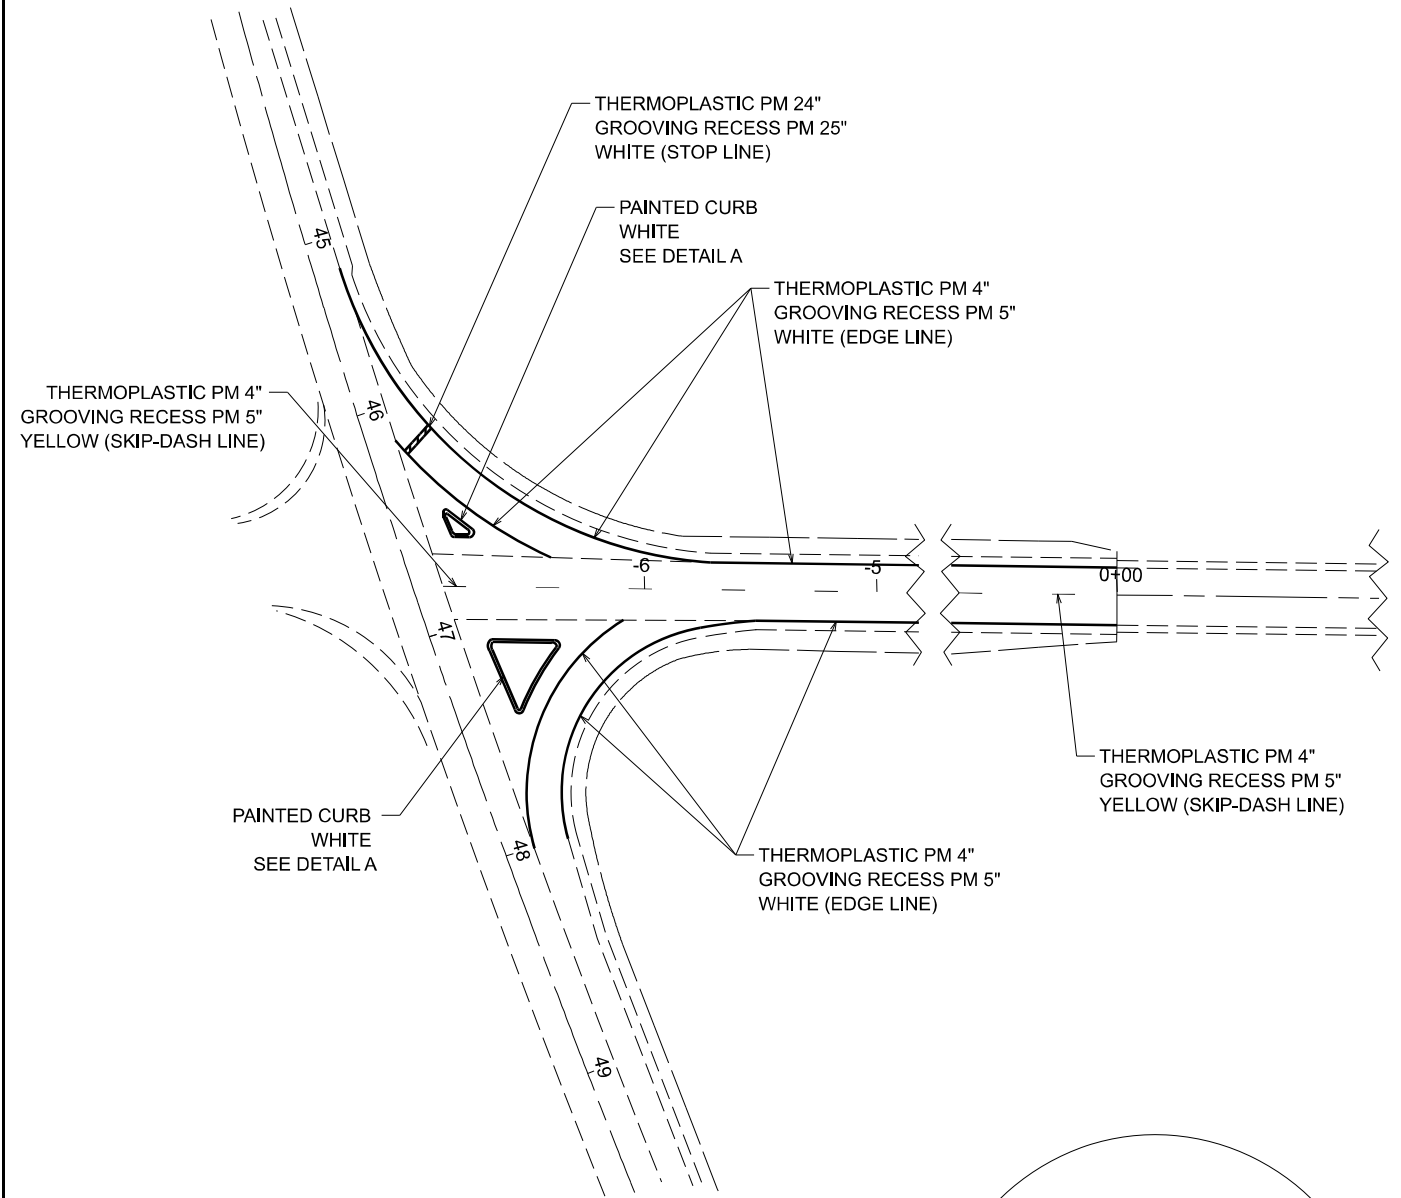 THERMOPLASTIC PM 24"
GROOVING RECESS PM 25"
WHITE (STOP LINE)
PAINTED CURB
WHITE
SEE DETAIL A
45
THERMOPLASTIC PM 4"
GROOVING RECESS PM 5"
WHITE (EDGE LINE)
THERMOPLASTIC PM 4"
GROOVING RECESS PM 5"
YELLOW (SKIP-DASH LINE)
46
-6
-5
0+00
47
THERMOPLASTIC PM 4"
GROOVING RECESS PM 5"
YELLOW (SKIP-DASH LINE)
PAINTED CURB
WHITE
SEE DETAIL A
48
THERMOPLASTIC PM 4"
GROOVING RECESS PM 5"
WHITE (EDGE LINE)
49